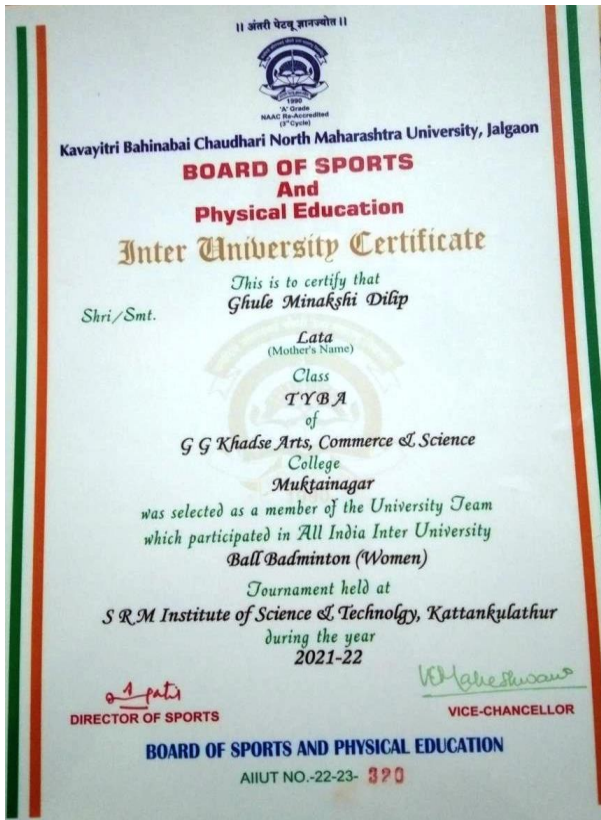 ।। अंतरी पेटवू ज्ञानज्योत ।।
1990
'A' Grade
NAAC Re-Accredited
(3rd Cycle)
Kavayitri Bahinabai Chaudhari North Maharashtra University, Jalgaon
BOARD OF SPORTS
And
Physical Education
Inter University Certificate
This is to certify that
Ghule Minakshi Dilip
Shri/Smt.
Lata
(Mother's Name)
Class
TYBA
of
G G Khadse Arts, Commerce & Science
College
Muktainagar
was selected as a member of the University Team
which participated in All India Inter University
Ball Badminton (Women)
Tournament held at
S R M Institute of Science & Technolgy, Kattankulathur
during the year
2021-22
DIRECTOR OF SPORTS
VICE-CHANCELLOR
BOARD OF SPORTS AND PHYSICAL EDUCATION
AIIUT NO.-22-23- 320